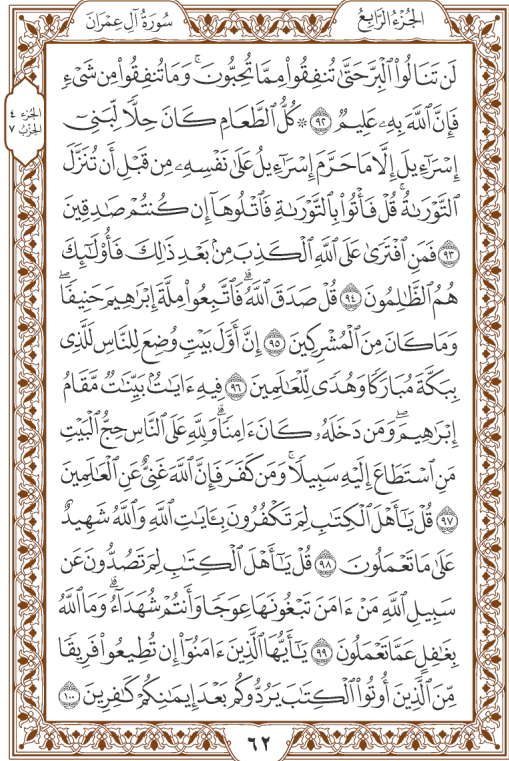 الجُزْءُ الرَّابِعُ
سُورَةُ آلِ عِمْرَانَ
لَن تَنَالُوا۟ ٱلْبِرَّ حَتَّىٰ تُنفِقُوا۟ مِمَّا تُحِبُّونَ ۚ وَمَا تُنفِقُوا۟ مِن شَىْءٍ
فَإِنَّ ٱللَّهَ بِهِۦ عَلِيمٌ ٩٢ ۞ كُلُّ ٱلطَّعَامِ كَانَ حِلًّا لِّبَنِىٓ
الجزء ٤
الحزب ٧
إِسْرَٰٓءِيلَ إِلَّا مَا حَرَّمَ إِسْرَٰٓءِيلُ عَلَىٰ نَفْسِهِۦ مِن قَبْلِ أَن تُنَزَّلَ
ٱلتَّوْرَىٰةُ ۗ قُلْ فَأْتُوا۟ بِٱلتَّوْرَىٰةِ فَٱتْلُوهَآ إِن كُنتُمْ صَٰدِقِينَ
٩٣ فَمَنِ ٱفْتَرَىٰ عَلَى ٱللَّهِ ٱلْكَذِبَ مِنۢ بَعْدِ ذَٰلِكَ فَأُو۟لَٰٓئِكَ
هُمُ ٱلظَّٰلِمُونَ ٩٤ قُلْ صَدَقَ ٱللَّهُ ۗ فَٱتَّبِعُوا۟ مِلَّةَ إِبْرَٰهِيمَ حَنِيفًا ۖ
وَمَا كَانَ مِنَ ٱلْمُشْرِكِينَ ٩٥ إِنَّ أَوَّلَ بَيْتٍ وُضِعَ لِلنَّاسِ لَلَّذِى
بِبَكَّةَ مُبَارَكًا وَهُدًى لِّلْعَٰلَمِينَ ٩٦ فِيهِ ءَايَٰتٌۢ بَيِّنَٰتٌ مَّقَامُ
إِبْرَٰهِيمَ ۖ وَمَن دَخَلَهُۥ كَانَ ءَامِنًا ۗ وَلِلَّهِ عَلَى ٱلنَّاسِ حِجُّ ٱلْبَيْتِ
مَنِ ٱسْتَطَاعَ إِلَيْهِ سَبِيلًا ۚ وَمَن كَفَرَ فَإِنَّ ٱللَّهَ غَنِىٌّ عَنِ ٱلْعَٰلَمِينَ
٩٧ قُلْ يَٰٓأَهْلَ ٱلْكِتَٰبِ لِمَ تَكْفُرُونَ بِـَٔايَٰتِ ٱللَّهِ وَٱللَّهُ شَهِيدٌ
عَلَىٰ مَا تَعْمَلُونَ ٩٨ قُلْ يَٰٓأَهْلَ ٱلْكِتَٰبِ لِمَ تَصُدُّونَ عَن
سَبِيلِ ٱللَّهِ مَنْ ءَامَنَ تَبْغُونَهَا عِوَجًا وَأَنتُمْ شُهَدَآءُ ۗ وَمَا ٱللَّهُ
بِغَٰفِلٍ عَمَّا تَعْمَلُونَ ٩٩ يَٰٓأَيُّهَا ٱلَّذِينَ ءَامَنُوٓا۟ إِن تُطِيعُوا۟ فَرِيقًا
مِّنَ ٱلَّذِينَ أُوتُوا۟ ٱلْكِتَٰبَ يَرُدُّوكُم بَعْدَ إِيمَٰنِكُمْ كَٰفِرِينَ ١٠٠
٦٢